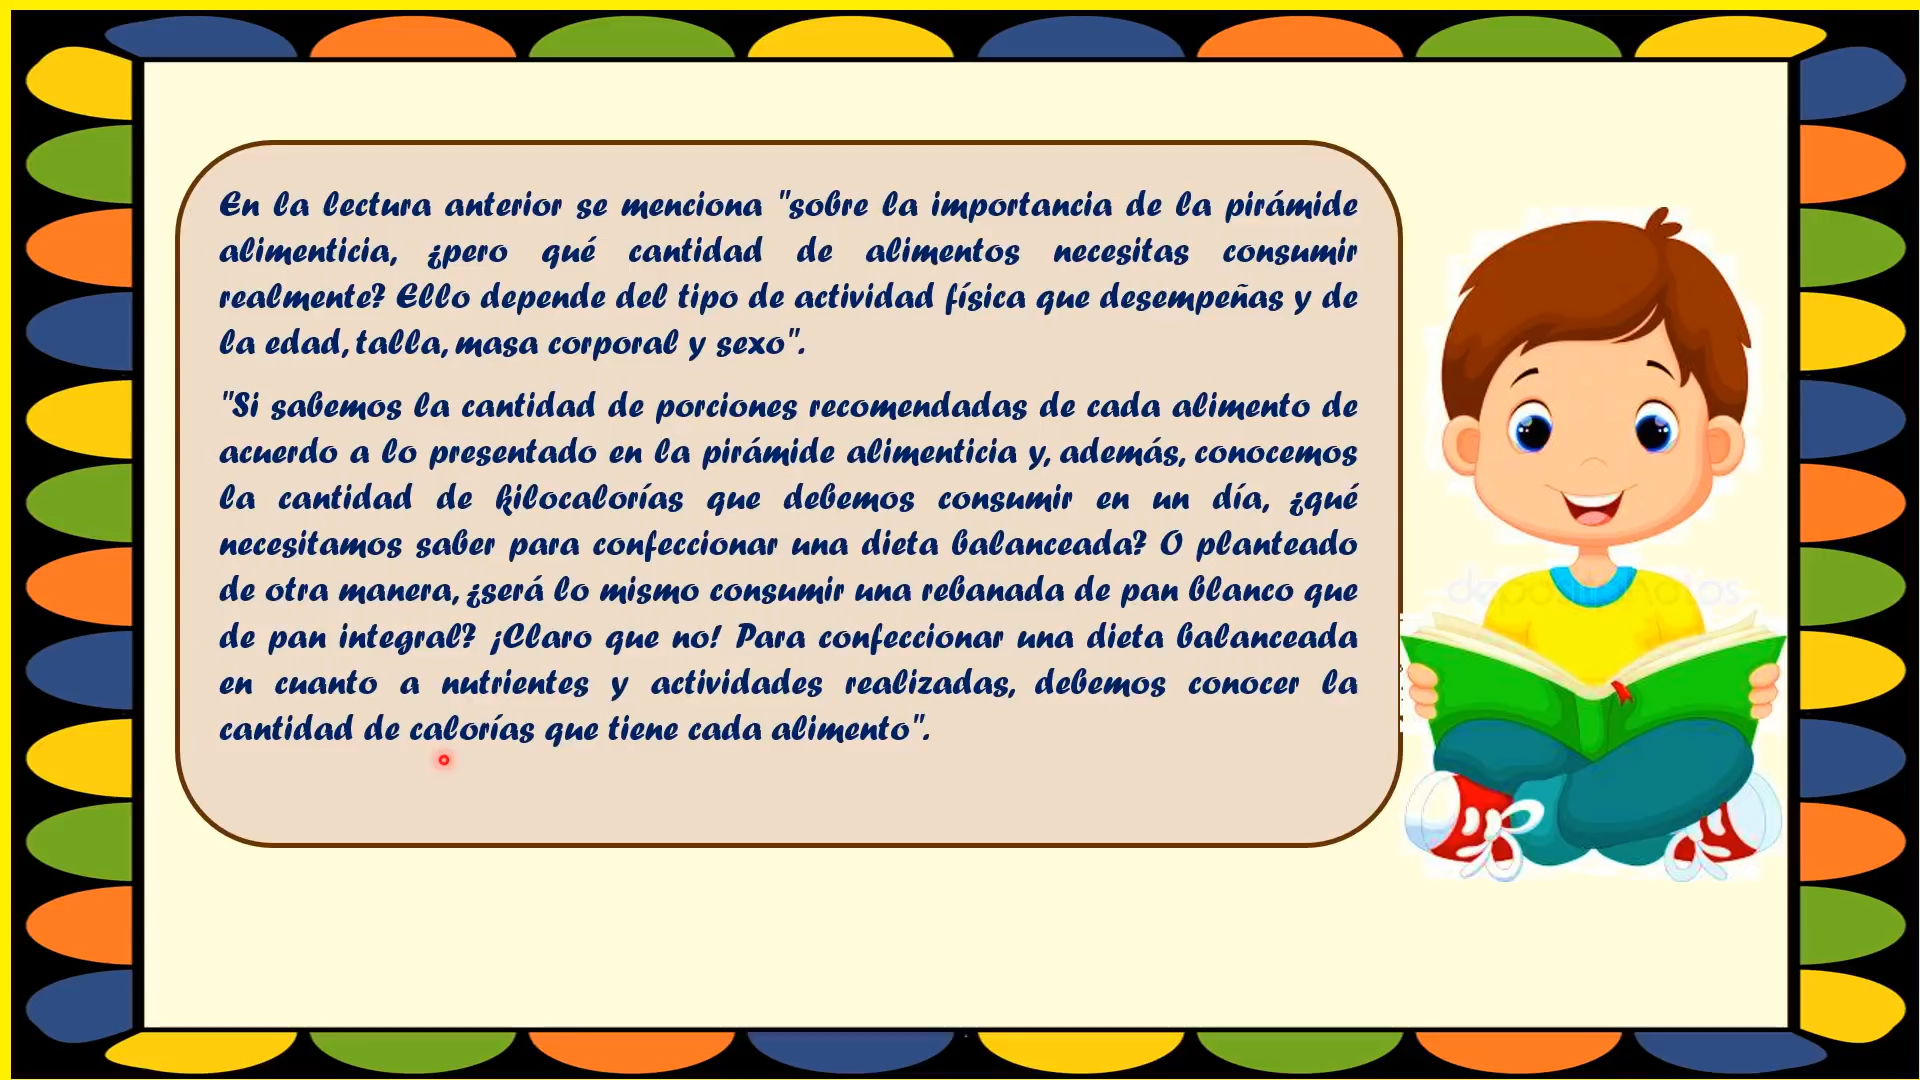 En la lectura anterior se menciona "sobre la importancia de la pirámide
alimenticia, ¿pero qué cantidad de alimentos necesitas consumir
realmente? Ello depende del tipo de actividad física que desempeñas y de
la edad, talla, masa corporal y sexo".
"Si sabemos la cantidad de porciones recomendadas de cada alimento de
acuerdo a lo presentado en la pirámide alimenticia y, además, conocemos
la cantidad de kilocalorías que debemos consumir en un día, ¿qué
necesitamos saber para confeccionar una dieta balanceada? O planteado
de otra manera, ¿será lo mismo consumir una rebanada de pan blanco que
de pan integral? ¡Claro que no! Para confeccionar una dieta balanceada
en cuanto a nutrientes y actividades realizadas, debemos conocer la
cantidad de calorías que tiene cada alimento".
depositphotos